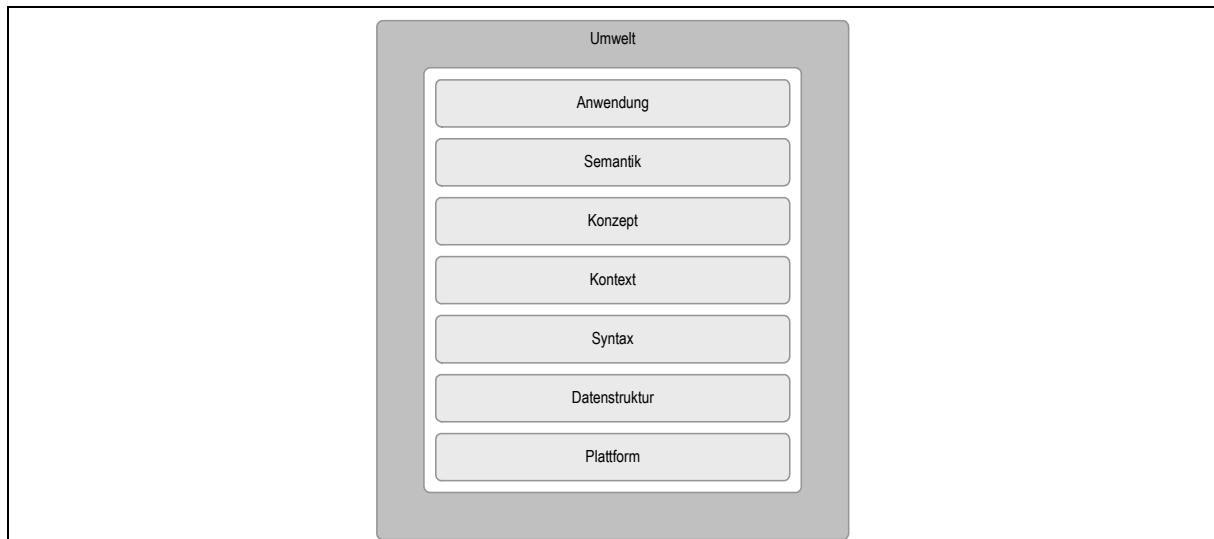 Umwelt
Anwendung
Semantik
Konzept
Kontext
Syntax
Datenstruktur
Plattform